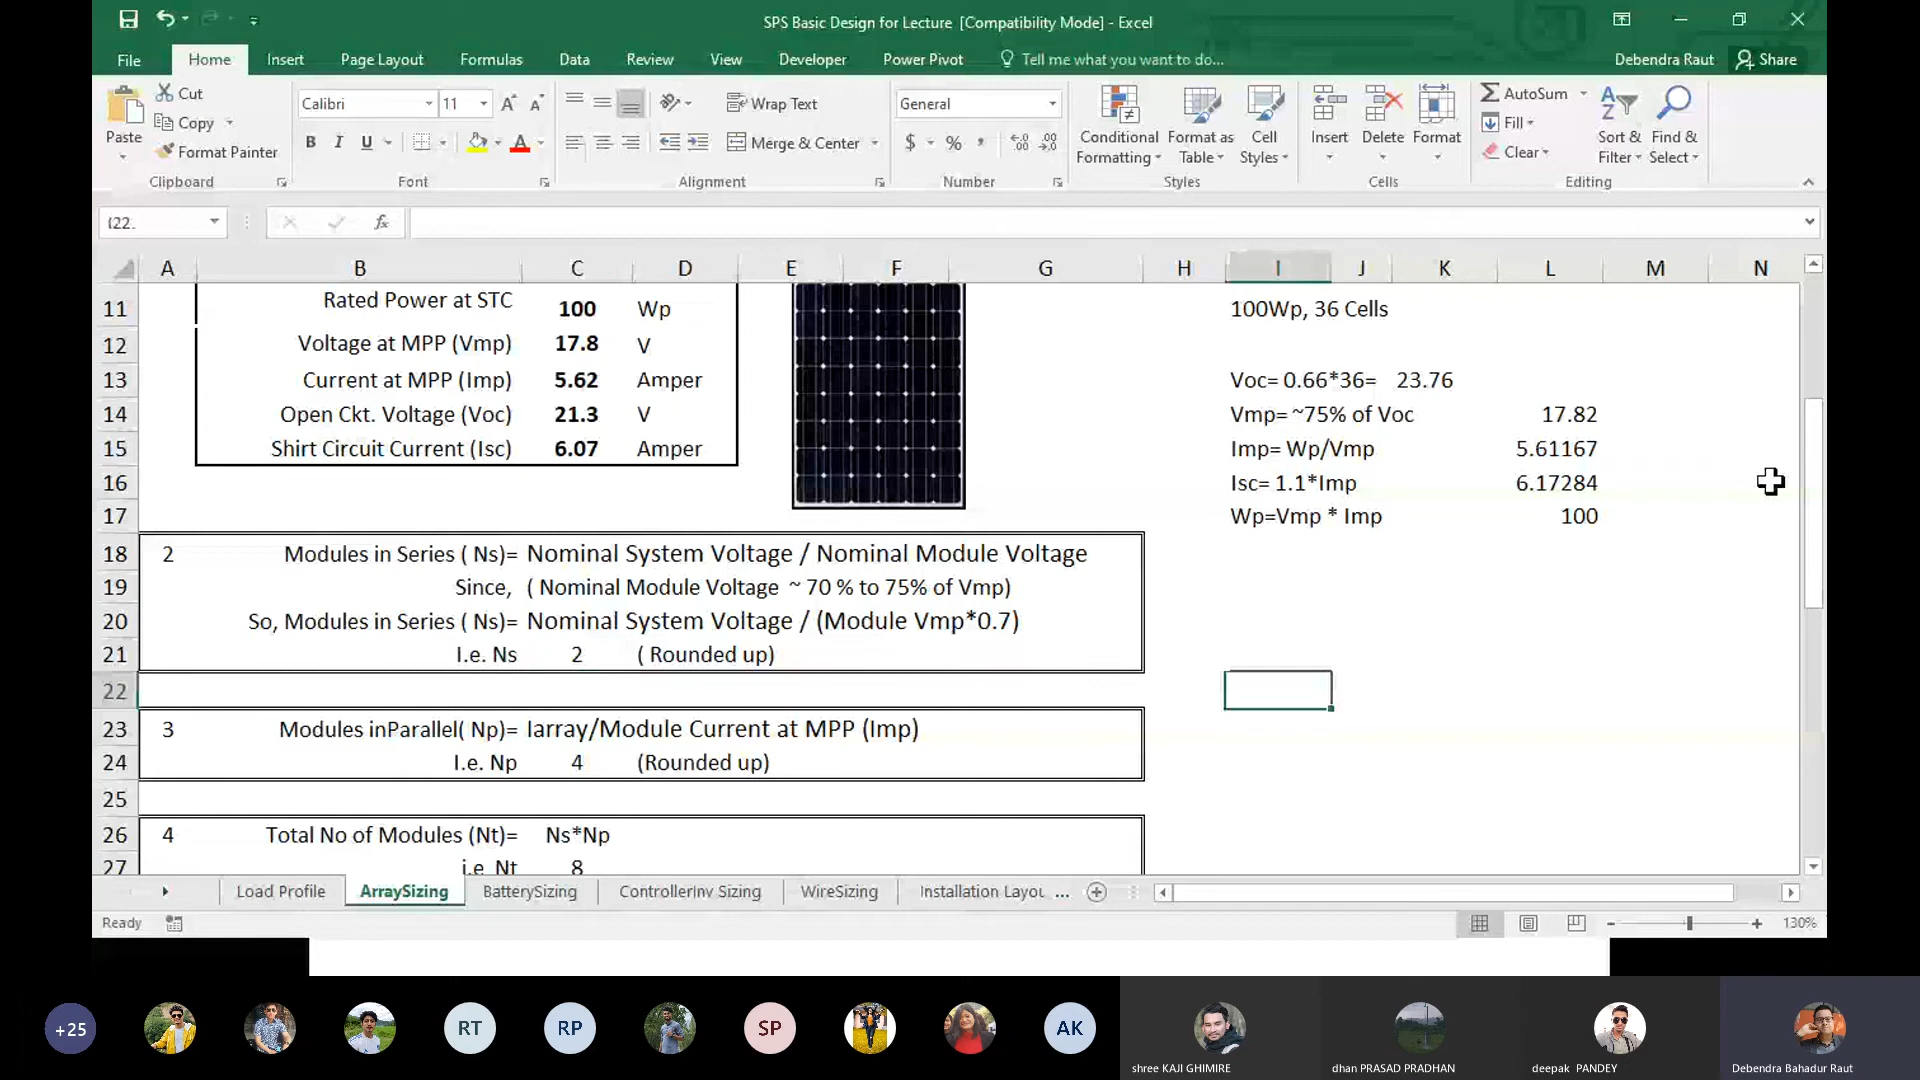 SPS Basic Design for Lecture [Compatibility Mode] - Excel
File Home Insert Page Layout Formulas Data Review View Developer Power Pivot Tell me what you want to do... Debendra Raut Share
Paste Cut Copy Format Painter Clipboard
Calibri 11 B I U A Font
Wrap Text Merge & Center Alignment
General $ % Number
Conditional Formatting Format as Table Cell Styles Styles
Insert Delete Format Cells
AutoSum Fill Clear Sort & Filter Find & Select Editing
fx
A B C D E F G H I J K L M N
11 Rated Power at STC 100 Wp 100Wp, 36 Cells
12 Voltage at MPP (Vmp) 17.8 V
13 Current at MPP (Imp) 5.62 Amper Voc= 0.66*36= 23.76
14 Open Ckt. Voltage (Voc) 21.3 V Vmp= ~75% of Voc 17.82
15 Shirt Circuit Current (Isc) 6.07 Amper Imp= Wp/Vmp 5.61167
16 Isc= 1.1*Imp 6.17284
17 Wp=Vmp * Imp 100
18 2 Modules in Series ( Ns)= Nominal System Voltage / Nominal Module Voltage
19 Since, ( Nominal Module Voltage ~ 70 % to 75% of Vmp)
20 So, Modules in Series ( Ns)= Nominal System Voltage / (Module Vmp*0.7)
21 I.e. Ns 2 ( Rounded up)
22
23 3 Modules inParallel( Np)= Iarray/Module Current at MPP (Imp)
24 I.e. Np 4 (Rounded up)
25
26 4 Total No of Modules (Nt)= Ns*Np
27 i.e Nt 8
Load Profile ArraySizing BatterySizing ControllerInv Sizing WireSizing Installation Layou ...
Ready 130%
+25 RT RP SP AK
shree KAJI GHIMIRE dhan PRASAD PRADHAN deepak PANDEY Debendra Bahadur Raut